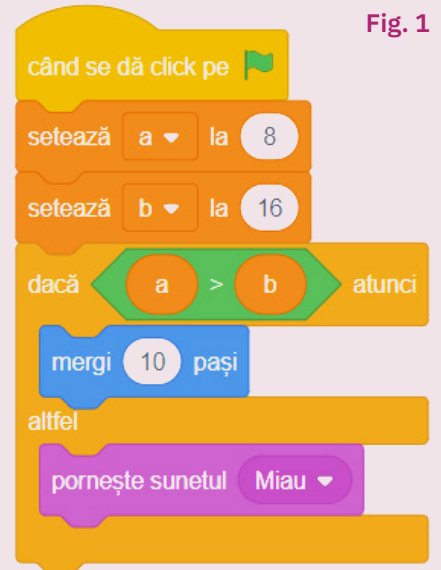 Fig. 1
când se dă click pe
setează a la 8
setează b la 16
dacă a > b atunci
mergi 10 pași
altfel
pornește sunetul Miau